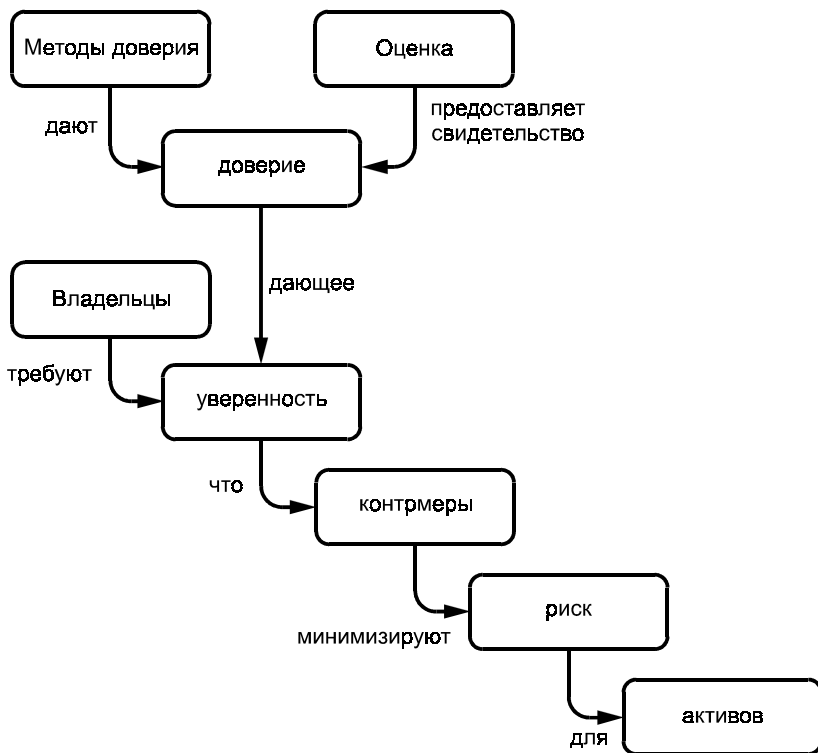 Методы доверия
Оценка
дают
предоставляет
свидетельство
доверие
дающее
Владельцы
требуют
уверенность
что
контрмеры
минимизируют
риск
для
активов